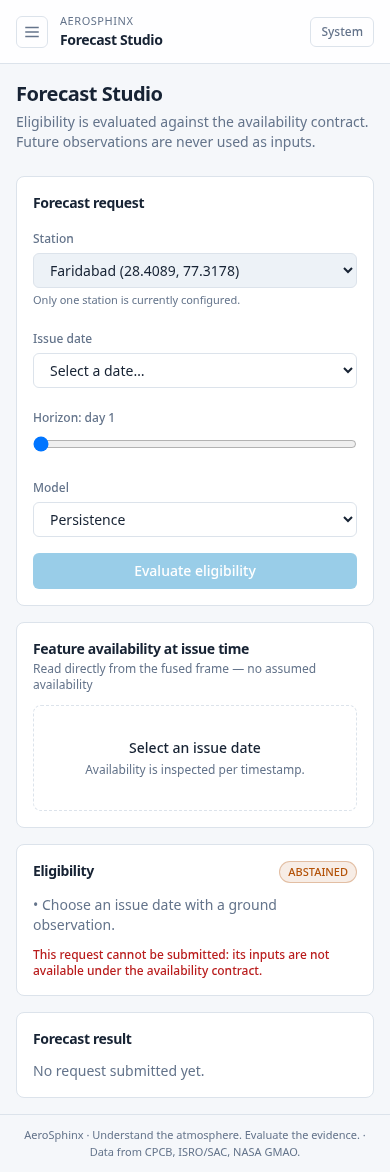 AEROSPHINX
Forecast Studio
System
Forecast Studio
Eligibility is evaluated against the availability contract.
Future observations are never used as inputs.
Forecast request
Station
Faridabad (28.4089, 77.3178)
Only one station is currently configured.
Issue date
Select a date...
Horizon: day 1
Model
Persistence
Evaluate eligibility
Feature availability at issue time
Read directly from the fused frame — no assumed
availability
Select an issue date
Availability is inspected per timestamp.
Eligibility
ABSTAINED
• Choose an issue date with a ground
observation.
This request cannot be submitted: its inputs are not
available under the availability contract.
Forecast result
No request submitted yet.
AeroSphinx · Understand the atmosphere. Evaluate the evidence. ·
Data from CPCB, ISRO/SAC, NASA GMAO.